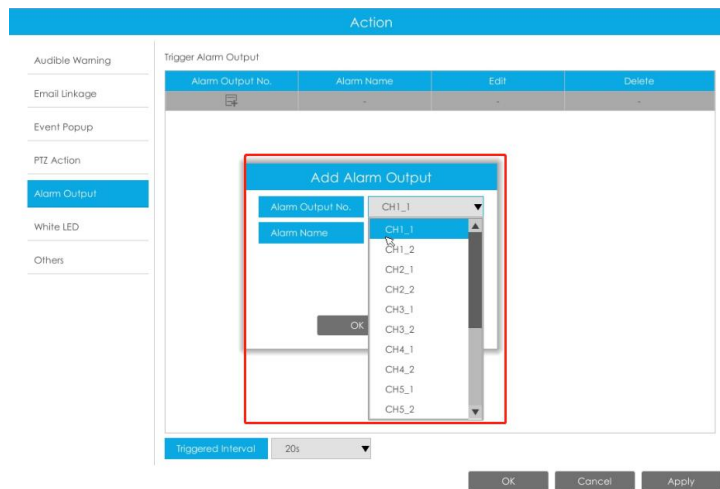 Action
Audible Warning
Email Linkage
Event Popup
PTZ Action
Alarm Output
White LED
Others
Trigger Alarm Output
Alarm Output No. Alarm Name Edit Delete
- - -
Add Alarm Output
Alarm Output No. CH1_1
Alarm Name
CH1_1
CH1_2
CH2_1
CH2_2
CH3_1
CH3_2
CH4_1
CH4_2
CH5_1
CH5_2
OK
Triggered Interval 20s
OK Cancel Apply